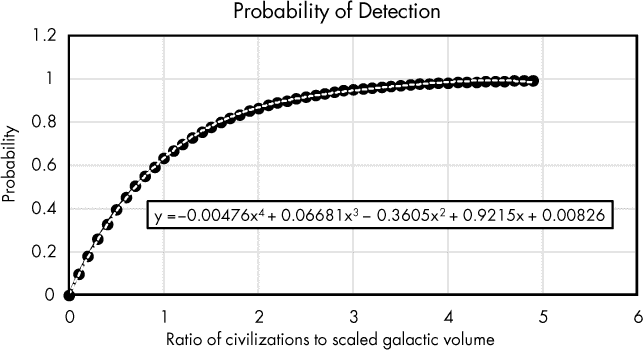 Probability of Detection
1.2
1
0.8
0.6
0.4
0.2
0
Probability
y = −0.00476x⁴ + 0.06681x³ − 0.3605x² + 0.9215x + 0.00826
0 1 2 3 4 5 6
Ratio of civilizations to scaled galactic volume